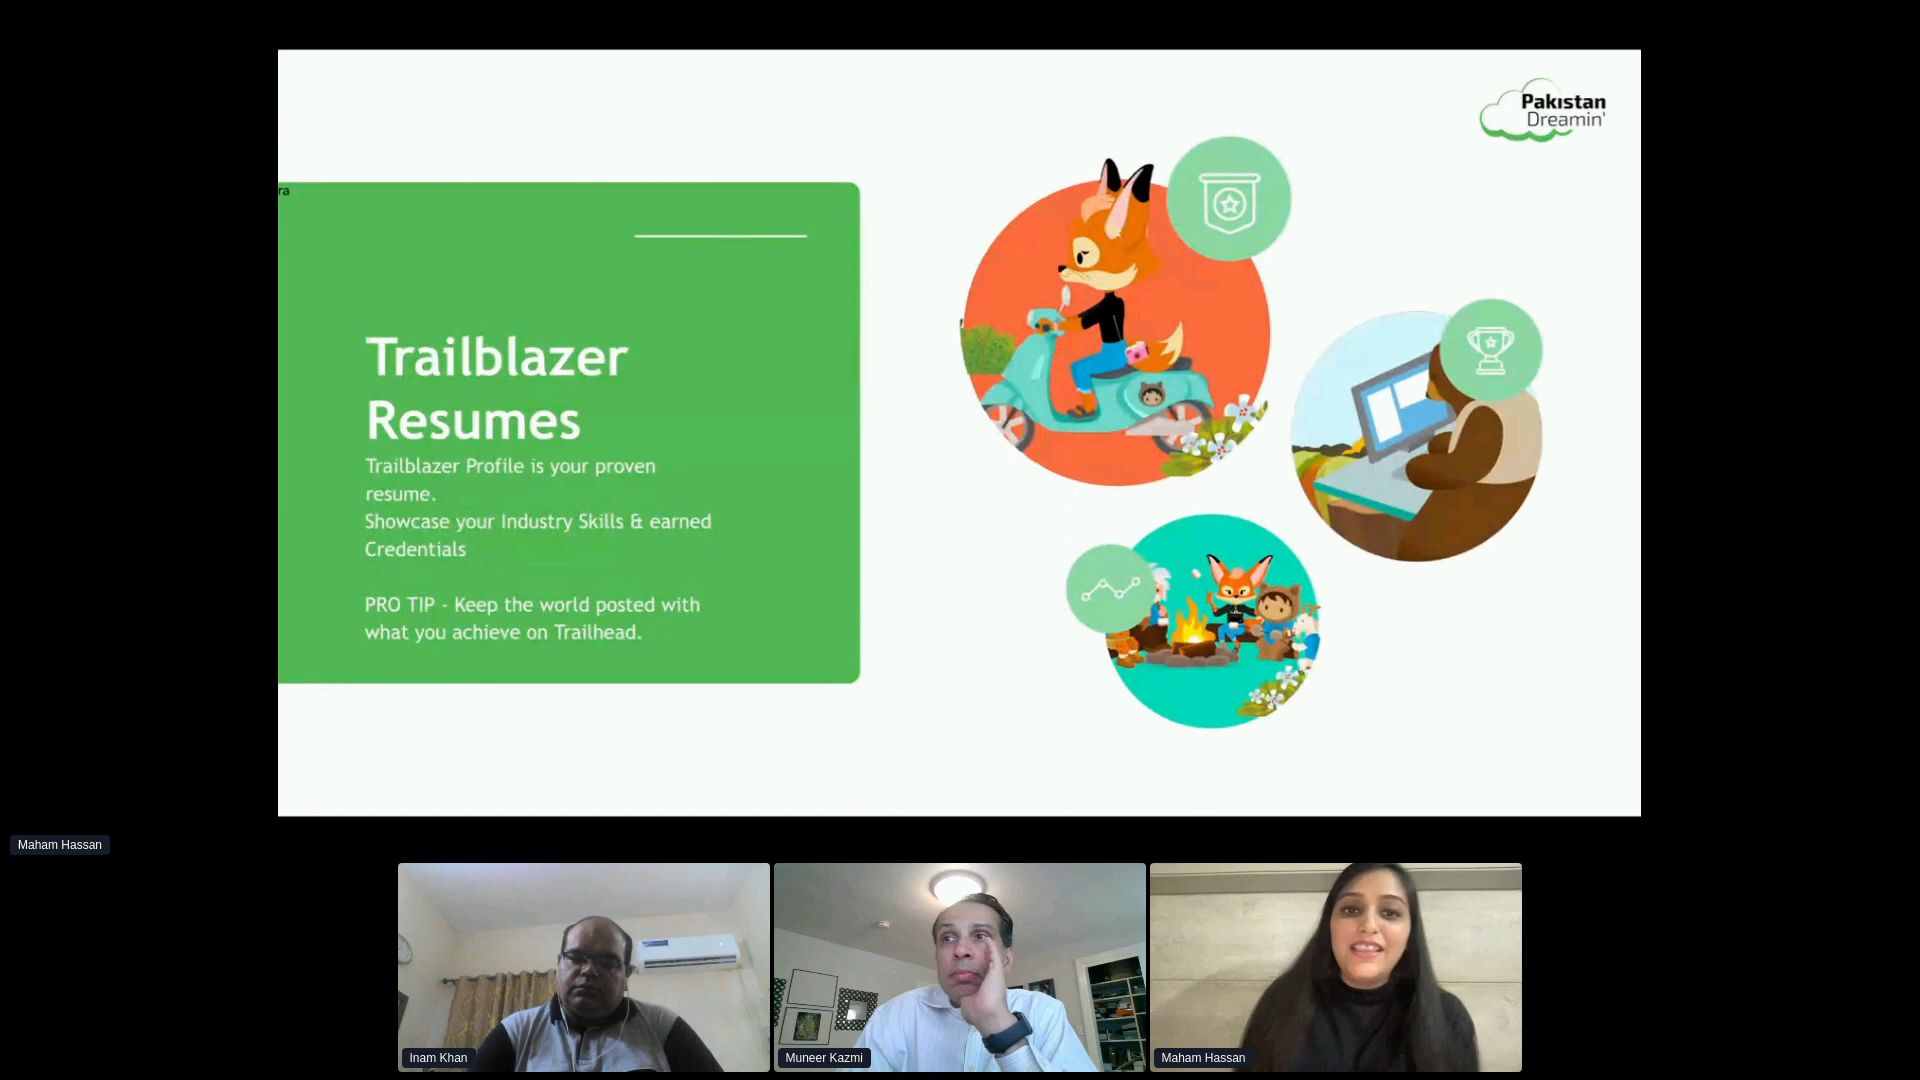 Pakistan
Dreamin'
ra
Trailblazer
Resumes
Trailblazer Profile is your proven
resume.
Showcase your Industry Skills & earned
Credentials
PRO TIP - Keep the world posted with
what you achieve on Trailhead.
Maham Hassan
Inam Khan
Muneer Kazmi
Maham Hassan